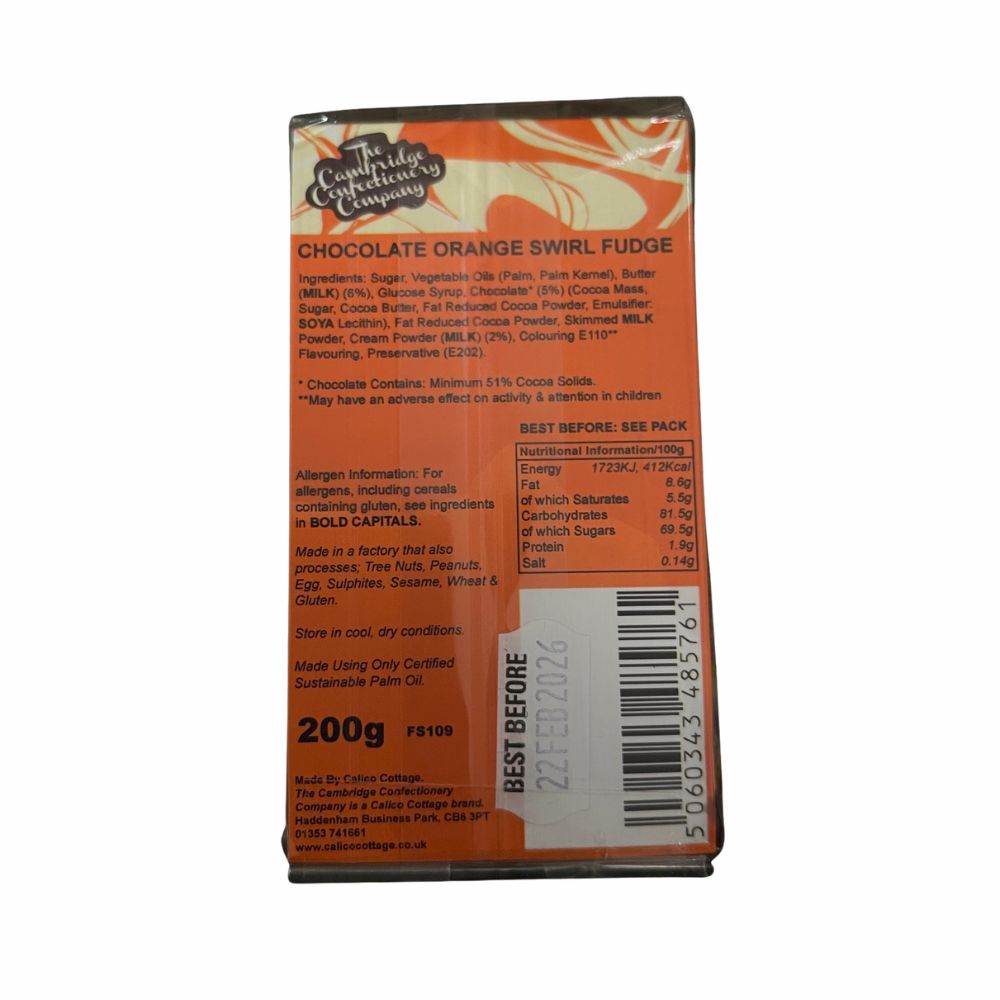 The
Cambridge
Confectionery
Company
CHOCOLATE ORANGE SWIRL FUDGE
Ingredients: Sugar, Vegetable Oils (Palm, Palm Kernel), Butter
(MILK) (6%), Glucose Syrup, Chocolate* (5%) (Cocoa Mass,
Sugar, Cocoa Butter, Fat Reduced Cocoa Powder, Emulsifier:
SOYA Lecithin), Fat Reduced Cocoa Powder, Skimmed MILK
Powder, Cream Powder (MILK) (2%), Colouring E110**
Flavouring, Preservative (E202).
* Chocolate Contains: Minimum 51% Cocoa Solids.
**May have an adverse effect on activity & attention in children
BEST BEFORE: SEE PACK
Nutritional Information/100g
Energy 1723KJ, 412Kcal
Fat 8.6g
of which Saturates 5.5g
Carbohydrates 81.5g
of which Sugars 69.5g
Protein 1.9g
Salt 0.14g
Allergen Information: For
allergens, including cereals
containing gluten, see ingredients
in BOLD CAPITALS.
Made in a factory that also
processes; Tree Nuts, Peanuts,
Egg, Sulphites, Sesame, Wheat &
Gluten.
Store in cool, dry conditions.
Made Using Only Certified
Sustainable Palm Oil.
200g FS109
Made By Calico Cottage.
The Cambridge Confectionery
Company is a Calico Cottage brand.
Haddenham Business Park, CB6 3PT
01353 741661
www.calicocottage.co.uk
BEST BEFORE
22 FEB 2026
5 060343 485761